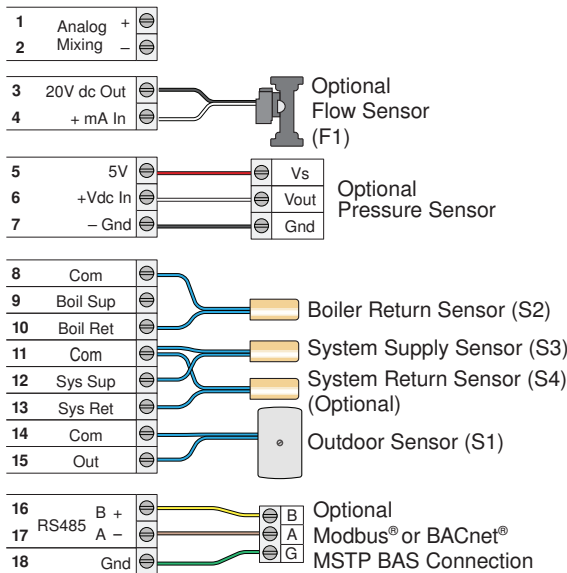 1 Analog +
2 Mixing –
3 20V dc Out
4 + mA In
Optional
Flow Sensor
(F1)
5 5V Vs
6 +Vdc In Vout
7 – Gnd Gnd
Optional
Pressure Sensor
8 Com
9 Boil Sup
10 Boil Ret
Boiler Return Sensor (S2)
11 Com
12 Sys Sup
13 Sys Ret
System Supply Sensor (S3)
System Return Sensor (S4)
(Optional)
14 Com
15 Out
Outdoor Sensor (S1)
16 B + B
RS485
17 A – A
18 Gnd G
Optional
Modbus® or BACnet®
MSTP BAS Connection